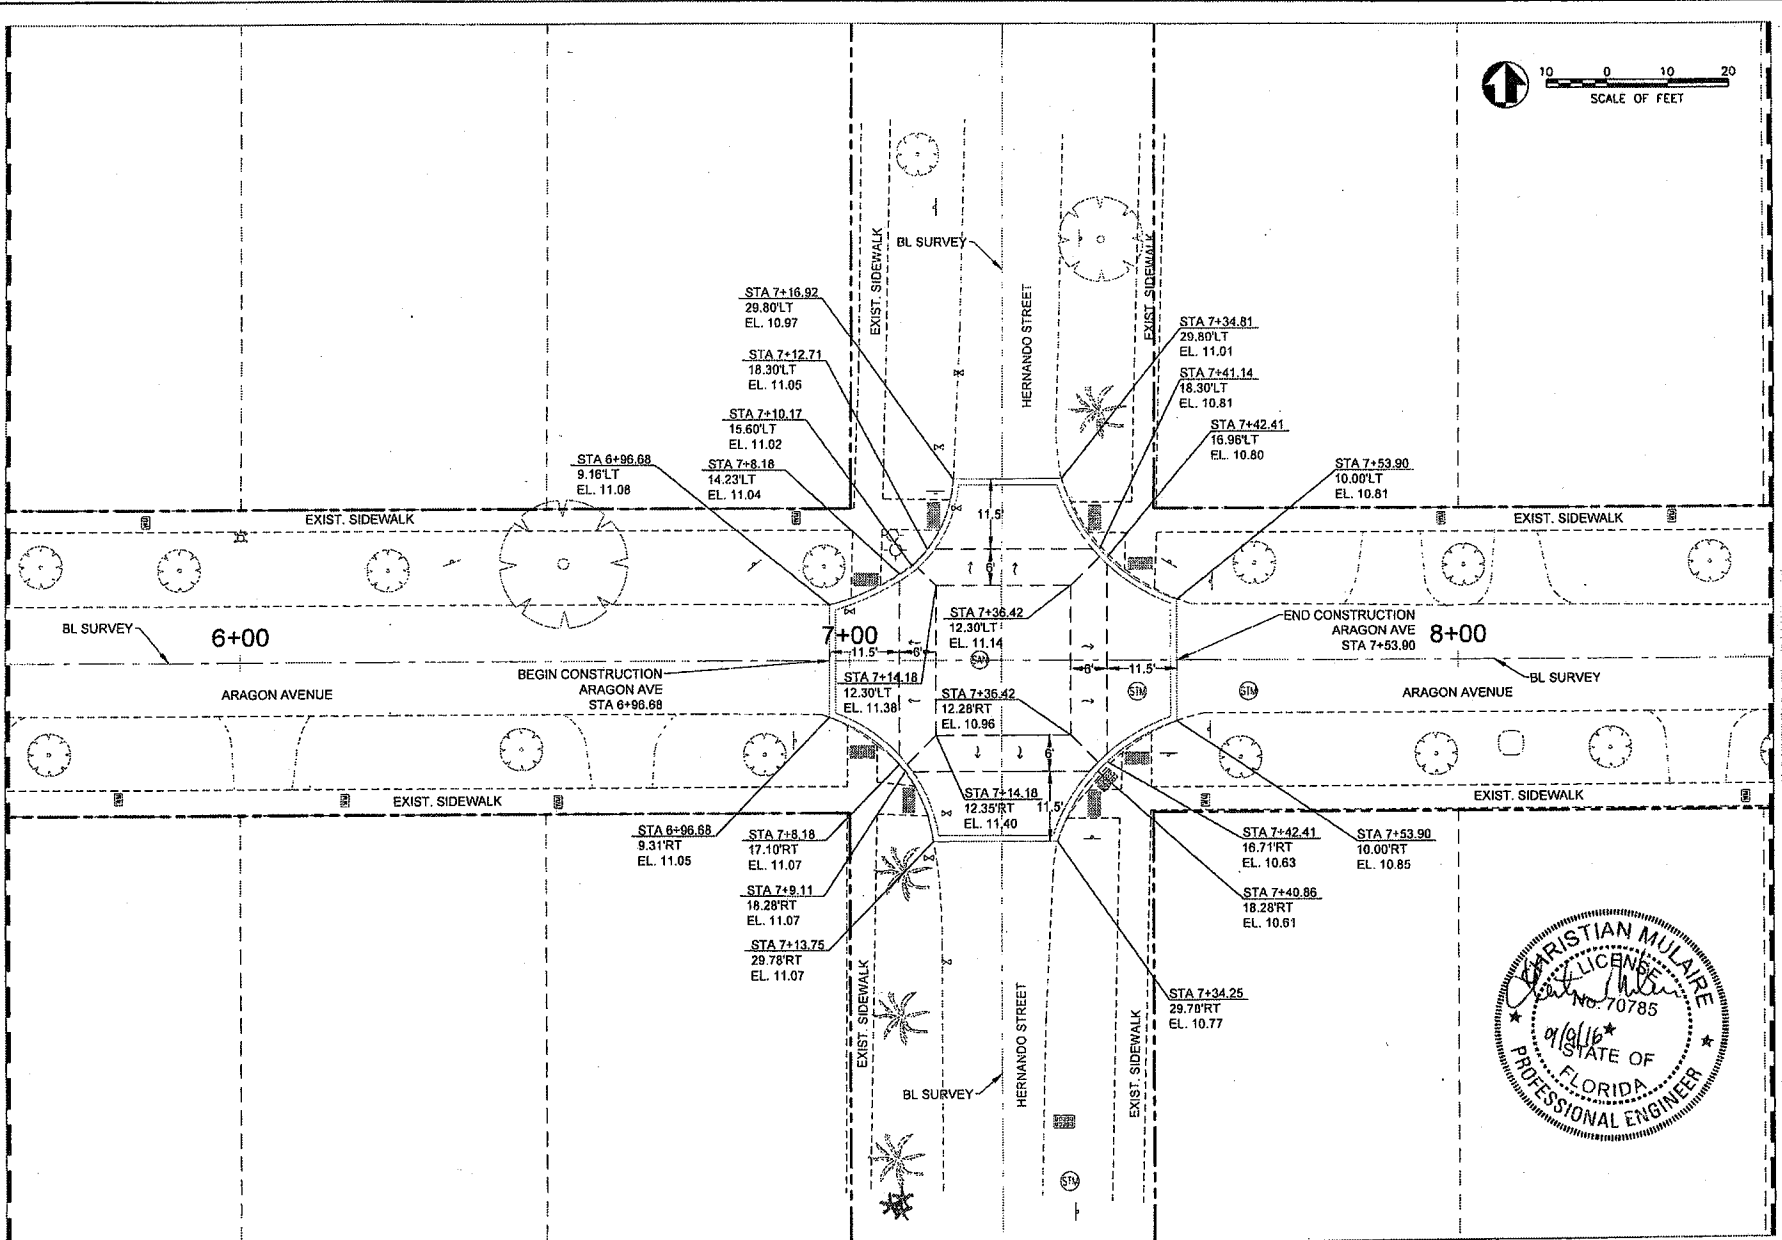 10 0 10 20
SCALE OF FEET
BL SURVEY
EXIST. SIDEWALK
HERNANDO STREET
EXIST. SIDEWALK
STA 7+16.92
29.80'LT
EL. 10.97
STA 7+12.71
18.30'LT
EL. 11.05
STA 7+10.17
15.60'LT
EL. 11.02
STA 7+8.18
14.23'LT
EL. 11.04
STA 6+96.68
9.16'LT
EL. 11.08
STA 7+34.81
29.80'LT
EL. 11.01
STA 7+41.14
18.30'LT
EL. 10.81
STA 7+42.41
16.96'LT
EL. 10.80
STA 7+53.90
10.00'LT
EL. 10.81
EXIST. SIDEWALK
EXIST. SIDEWALK
11.5'
6'
BL SURVEY
6+00
7+00
8+00
11.5'
6'
STA 7+36.42
12.30'LT
EL. 11.14
SAN
6'
11.5'
END CONSTRUCTION
ARAGON AVE
STA 7+53.90
BEGIN CONSTRUCTION
ARAGON AVE
STA 6+96.68
STA 7+14.18
12.30'LT
EL. 11.38
STA 7+36.42
12.28'RT
EL. 10.96
STM
STM
BL SURVEY
ARAGON AVENUE
ARAGON AVENUE
6'
11.5'
STA 7+14.18
12.35'RT
EL. 11.40
EXIST. SIDEWALK
EXIST. SIDEWALK
STA 6+96.68
9.31'RT
EL. 11.05
STA 7+8.18
17.10'RT
EL. 11.07
STA 7+9.11
18.28'RT
EL. 11.07
STA 7+13.75
29.78'RT
EL. 11.07
STA 7+42.41
16.71'RT
EL. 10.63
STA 7+53.90
10.00'RT
EL. 10.85
STA 7+40.86
18.28'RT
EL. 10.61
STA 7+34.25
29.78'RT
EL. 10.77
EXIST. SIDEWALK
HERNANDO STREET
EXIST. SIDEWALK
BL SURVEY
STM
CHRISTIAN MULAIRE
LICENSE
No. 70785
9/9/16
STATE OF
FLORIDA
PROFESSIONAL ENGINEER